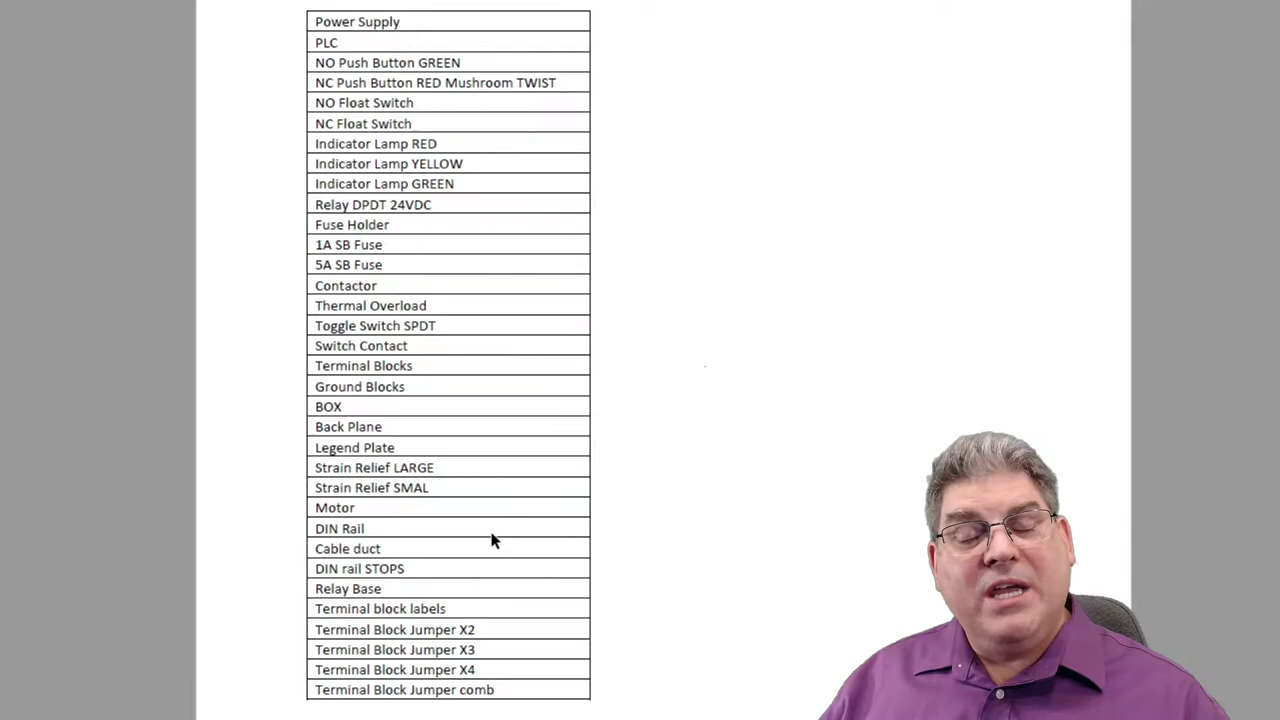 Power Supply
PLC
NO Push Button GREEN
NC Push Button RED Mushroom TWIST
NO Float Switch
NC Float Switch
Indicator Lamp RED
Indicator Lamp YELLOW
Indicator Lamp GREEN
Relay DPDT 24VDC
Fuse Holder
1A SB Fuse
5A SB Fuse
Contactor
Thermal Overload
Toggle Switch SPDT
Switch Contact
Terminal Blocks
Ground Blocks
BOX
Back Plane
Legend Plate
Strain Relief LARGE
Strain Relief SMAL
Motor
DIN Rail
Cable duct
DIN rail STOPS
Relay Base
Terminal block labels
Terminal Block Jumper X2
Terminal Block Jumper X3
Terminal Block Jumper X4
Terminal Block Jumper comb